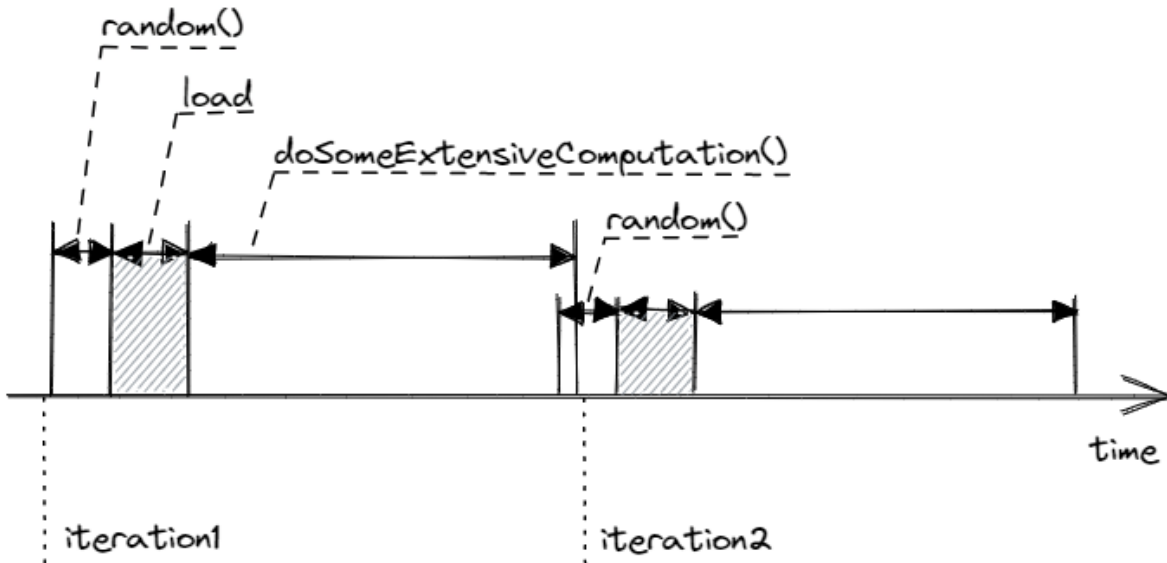 random()
load
doSomeExtensiveComputation()
random()
time
iteration1
iteration2